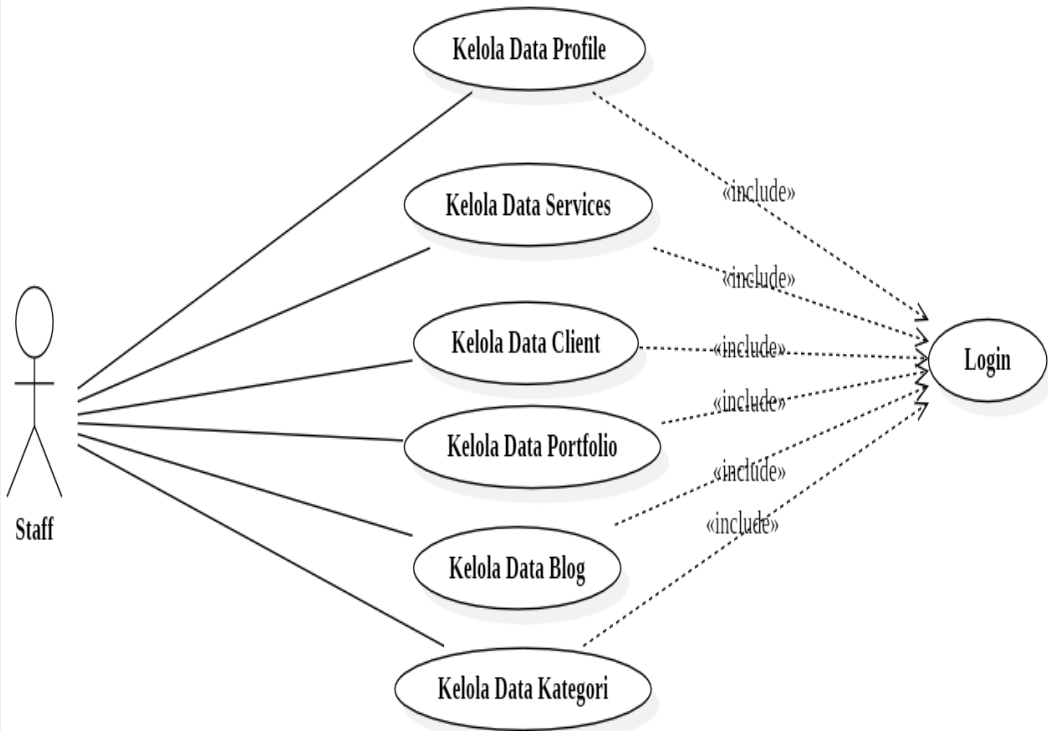 Kelola Data Profile
«include»
Kelola Data Services
«include»
Kelola Data Client
«include»
Login
«include»
Kelola Data Portfolio
«include»
Staff
«include»
Kelola Data Blog
Kelola Data Kategori